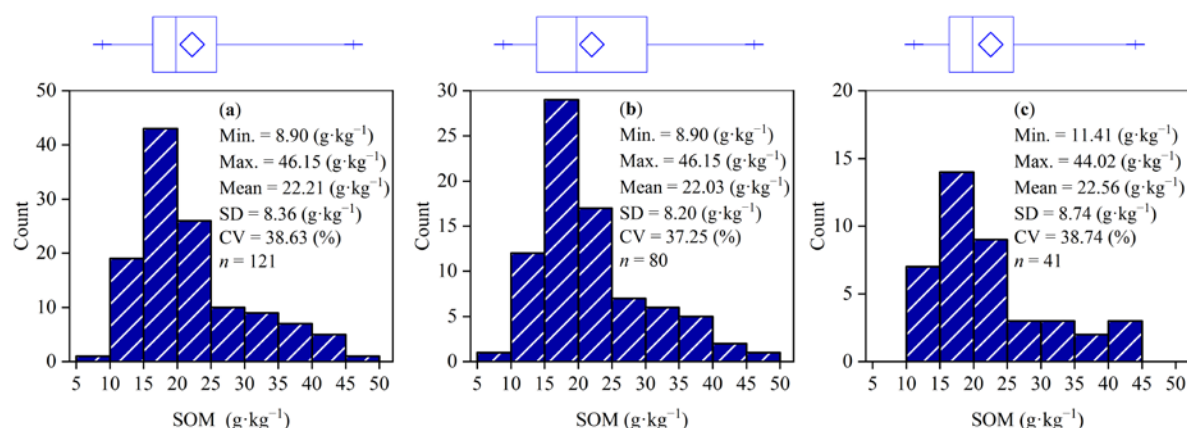 50
40
30
20
10
0
Count
(a)
Min. = 8.90 (g·kg⁻¹)
Max. = 46.15 (g·kg⁻¹)
Mean = 22.21 (g·kg⁻¹)
SD = 8.36 (g·kg⁻¹)
CV = 38.63 (%)
n = 121
5 10 15 20 25 30 35 40 45 50
SOM (g·kg⁻¹)
30
25
20
15
10
5
0
Count
(b)
Min. = 8.90 (g·kg⁻¹)
Max. = 46.15 (g·kg⁻¹)
Mean = 22.03 (g·kg⁻¹)
SD = 8.20 (g·kg⁻¹)
CV = 37.25 (%)
n = 80
5 10 15 20 25 30 35 40 45 50
SOM (g·kg⁻¹)
20
15
10
5
0
Count
(c)
Min. = 11.41 (g·kg⁻¹)
Max. = 44.02 (g·kg⁻¹)
Mean = 22.56 (g·kg⁻¹)
SD = 8.74 (g·kg⁻¹)
CV = 38.74 (%)
n = 41
5 10 15 20 25 30 35 40 45 50
SOM (g·kg⁻¹)